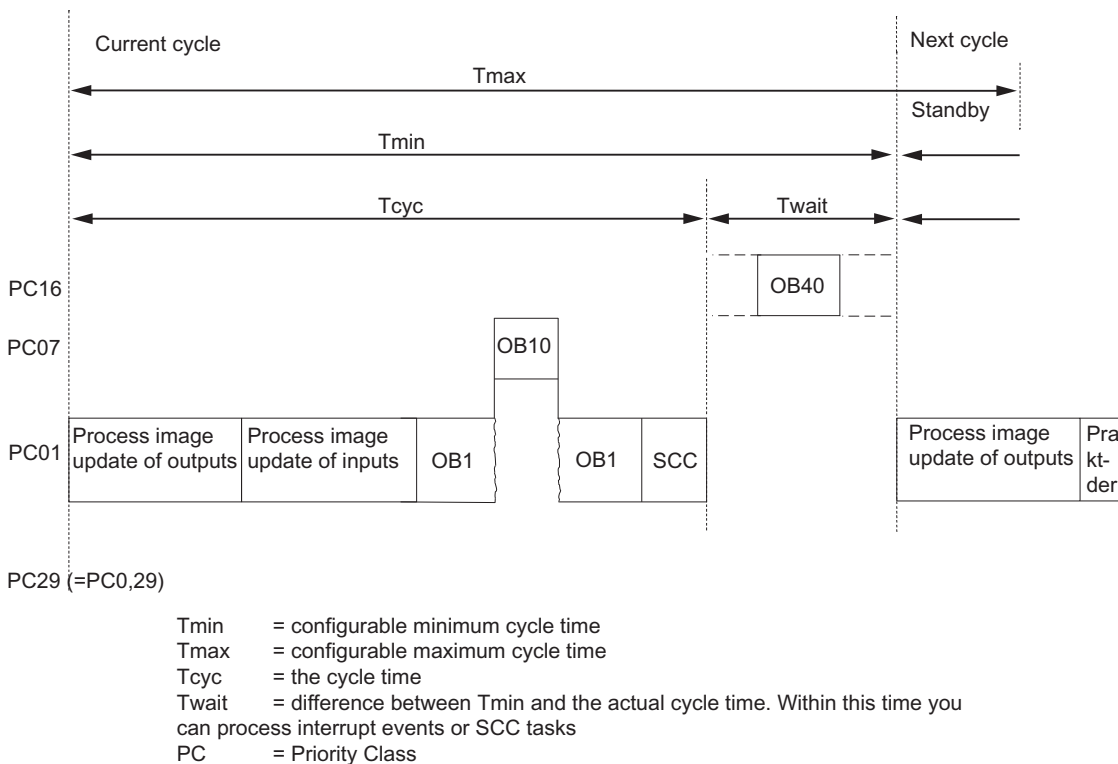 Current cycle
Next cycle
Tmax
Standby
Tmin
Tcyc
Twait
PC16
OB40
PC07
OB10
PC01
Process image
update of outputs
Process image
update of inputs
OB1
OB1
SCC
Process image
update of outputs
Pra
kt-
der
PC29 (=PC0,29)
Tmin = configurable minimum cycle time
Tmax = configurable maximum cycle time
Tcyc = the cycle time
Twait = difference between Tmin and the actual cycle time. Within this time you
can process interrupt events or SCC tasks
PC = Priority Class